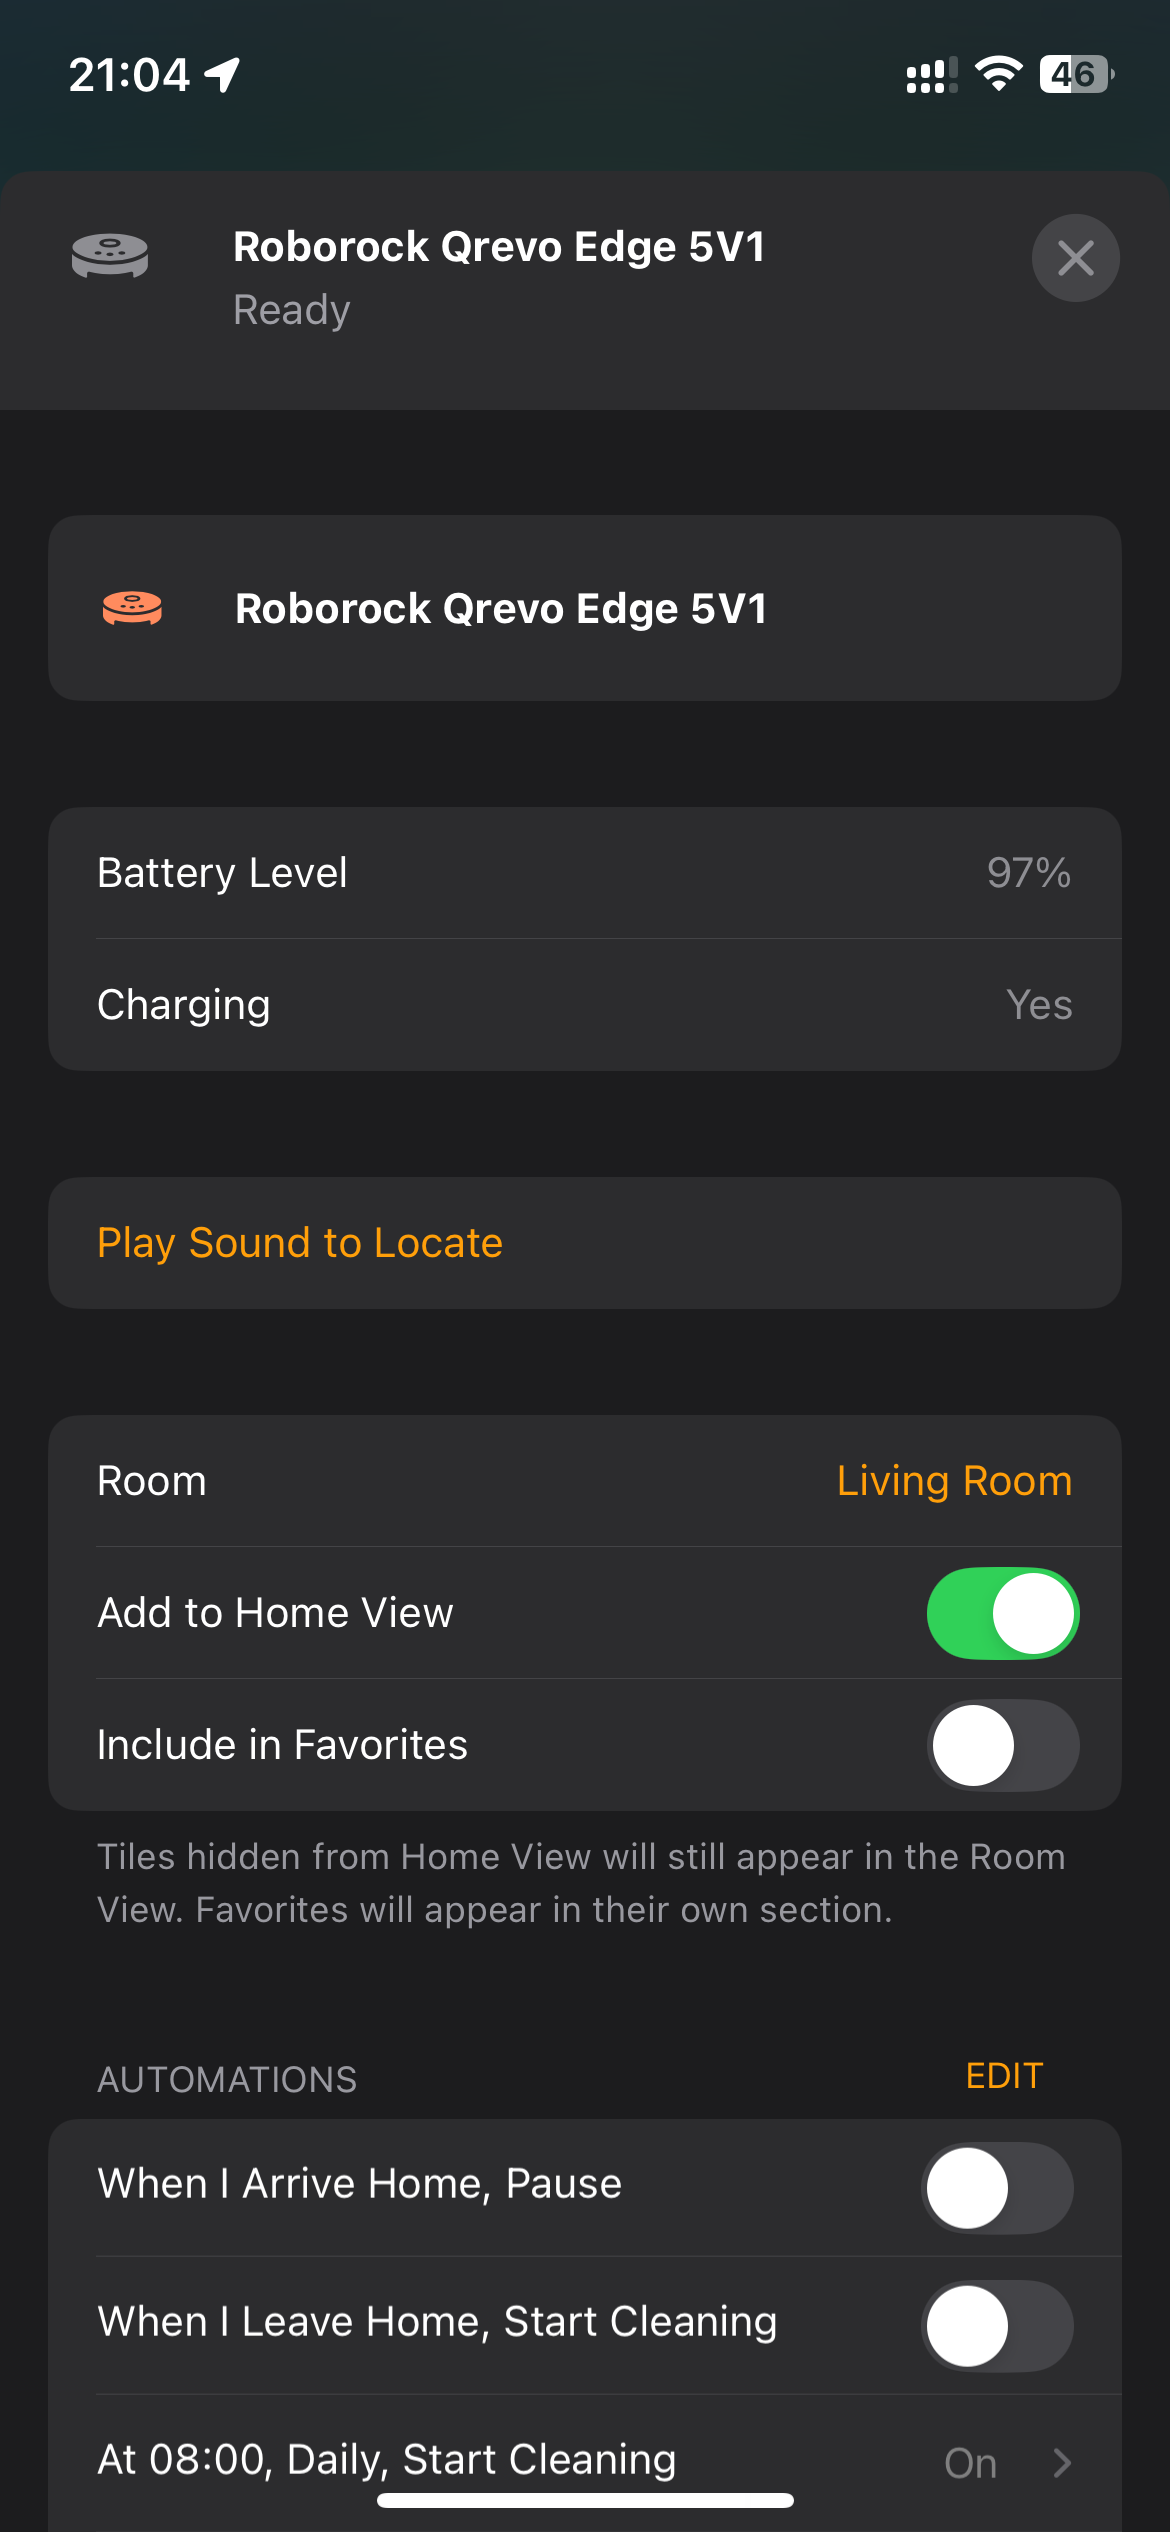 21:04
46
Roborock Qrevo Edge 5V1
Ready
Roborock Qrevo Edge 5V1
Battery Level 97%
Charging Yes
Play Sound to Locate
Room Living Room
Add to Home View
Include in Favorites
Tiles hidden from Home View will still appear in the Room
View. Favorites will appear in their own section.
AUTOMATIONS EDIT
When I Arrive Home, Pause
When I Leave Home, Start Cleaning
At 08:00, Daily, Start Cleaning On